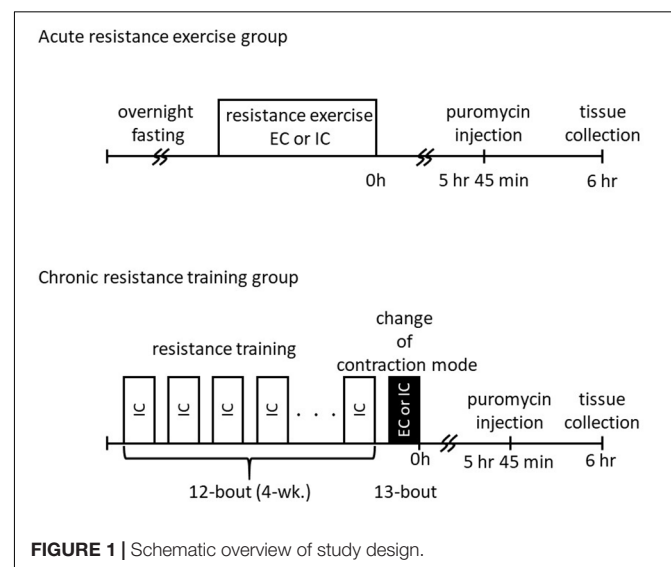 Acute resistance exercise group
overnight
fasting
resistance exercise
EC or IC
puromycin
injection
tissue
collection
0h
5 hr 45 min
6 hr
Chronic resistance training group
resistance training
change
of
contraction mode
IC
IC
IC
IC
. . .
IC
EC or IC
puromycin
injection
tissue
collection
0h
5 hr 45 min
6 hr
12-bout (4-wk.)
13-bout
FIGURE 1 | Schematic overview of study design.